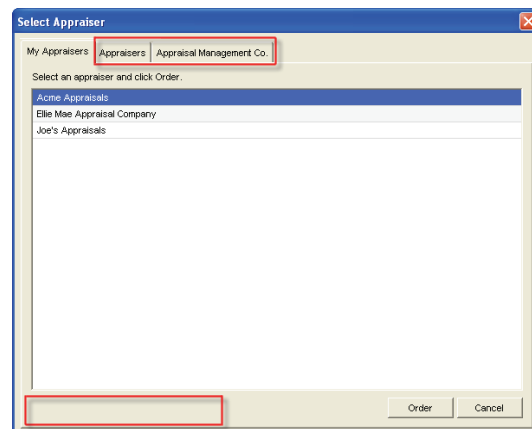 Select Appraiser
My Appraisers Appraisers Appraisal Management Co.
Select an appraiser and click Order.
Acme Appraisals
Ellie Mae Appraisal Company
Joe's Appraisals
Order Cancel